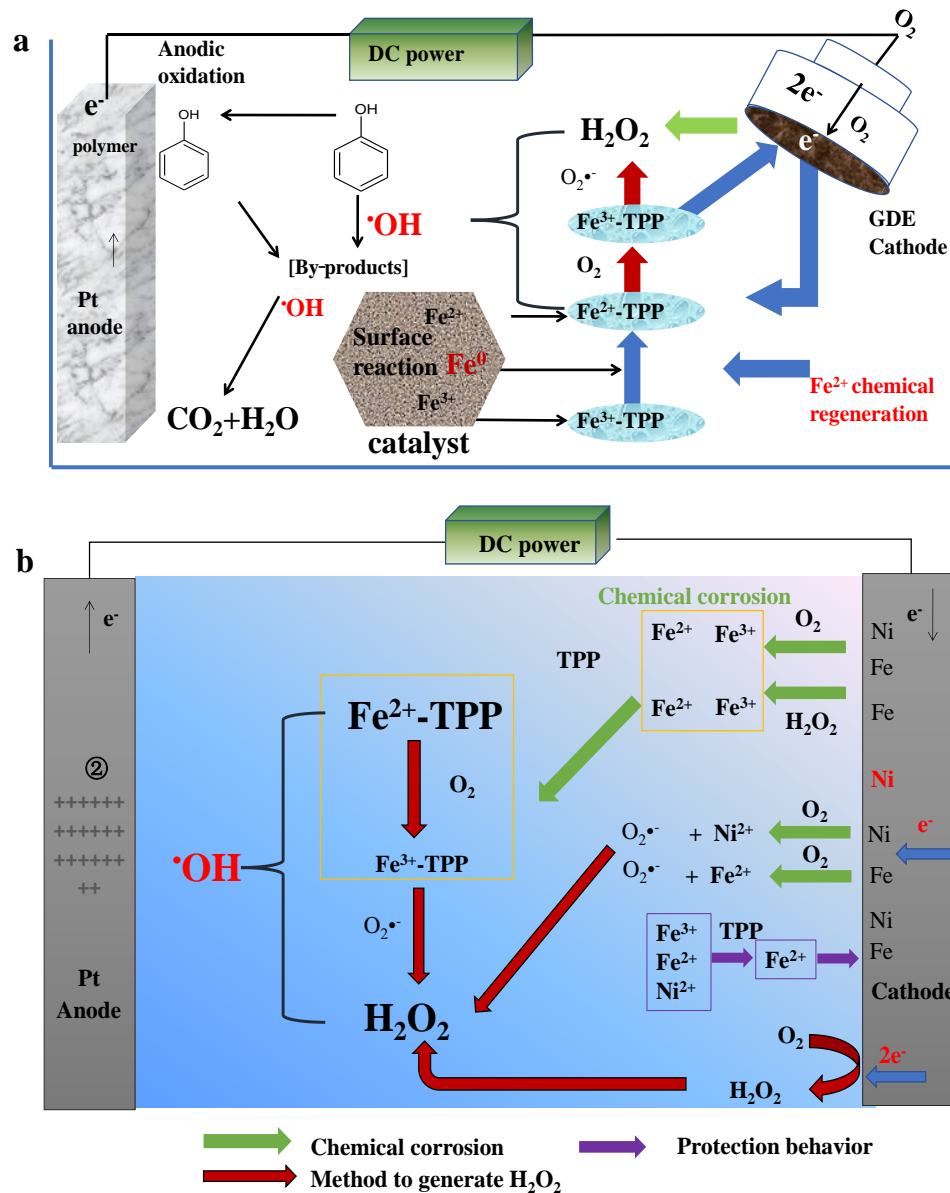 a
DC power
O₂
Anodic
oxidation
e⁻
polymer
OH
OH
2e⁻
O₂
e⁻
H₂O₂
O₂•⁻
Fe³⁺-TPP
GDE
Cathode
•OH
[By-products]
O₂
Pt
anode
•OH
Fe²⁺
Fe²⁺-TPP
Surface
reaction Fe⁰
Fe³⁺
Fe²⁺ chemical
regeneration
CO₂+H₂O
Fe³⁺-TPP
catalyst
b
DC power
e⁻
Chemical corrosion
e⁻
Fe²⁺ Fe³⁺
O₂
Ni
TPP
Fe
Fe²⁺-TPP
Fe²⁺ Fe³⁺
Fe
H₂O₂
②
++++++
++++++
++++++
++
O₂
Ni
O₂•⁻ + Ni²⁺
O₂
Ni
e⁻
•OH
Fe³⁺-TPP
O₂•⁻ + Fe²⁺
O₂
Fe
O₂•⁻
Ni
Fe³⁺
Fe²⁺
Ni²⁺
TPP
Fe²⁺
Fe
Pt
Anode
Cathode
H₂O₂
O₂
2e⁻
H₂O₂
Chemical corrosion
Protection behavior
Method to generate H₂O₂